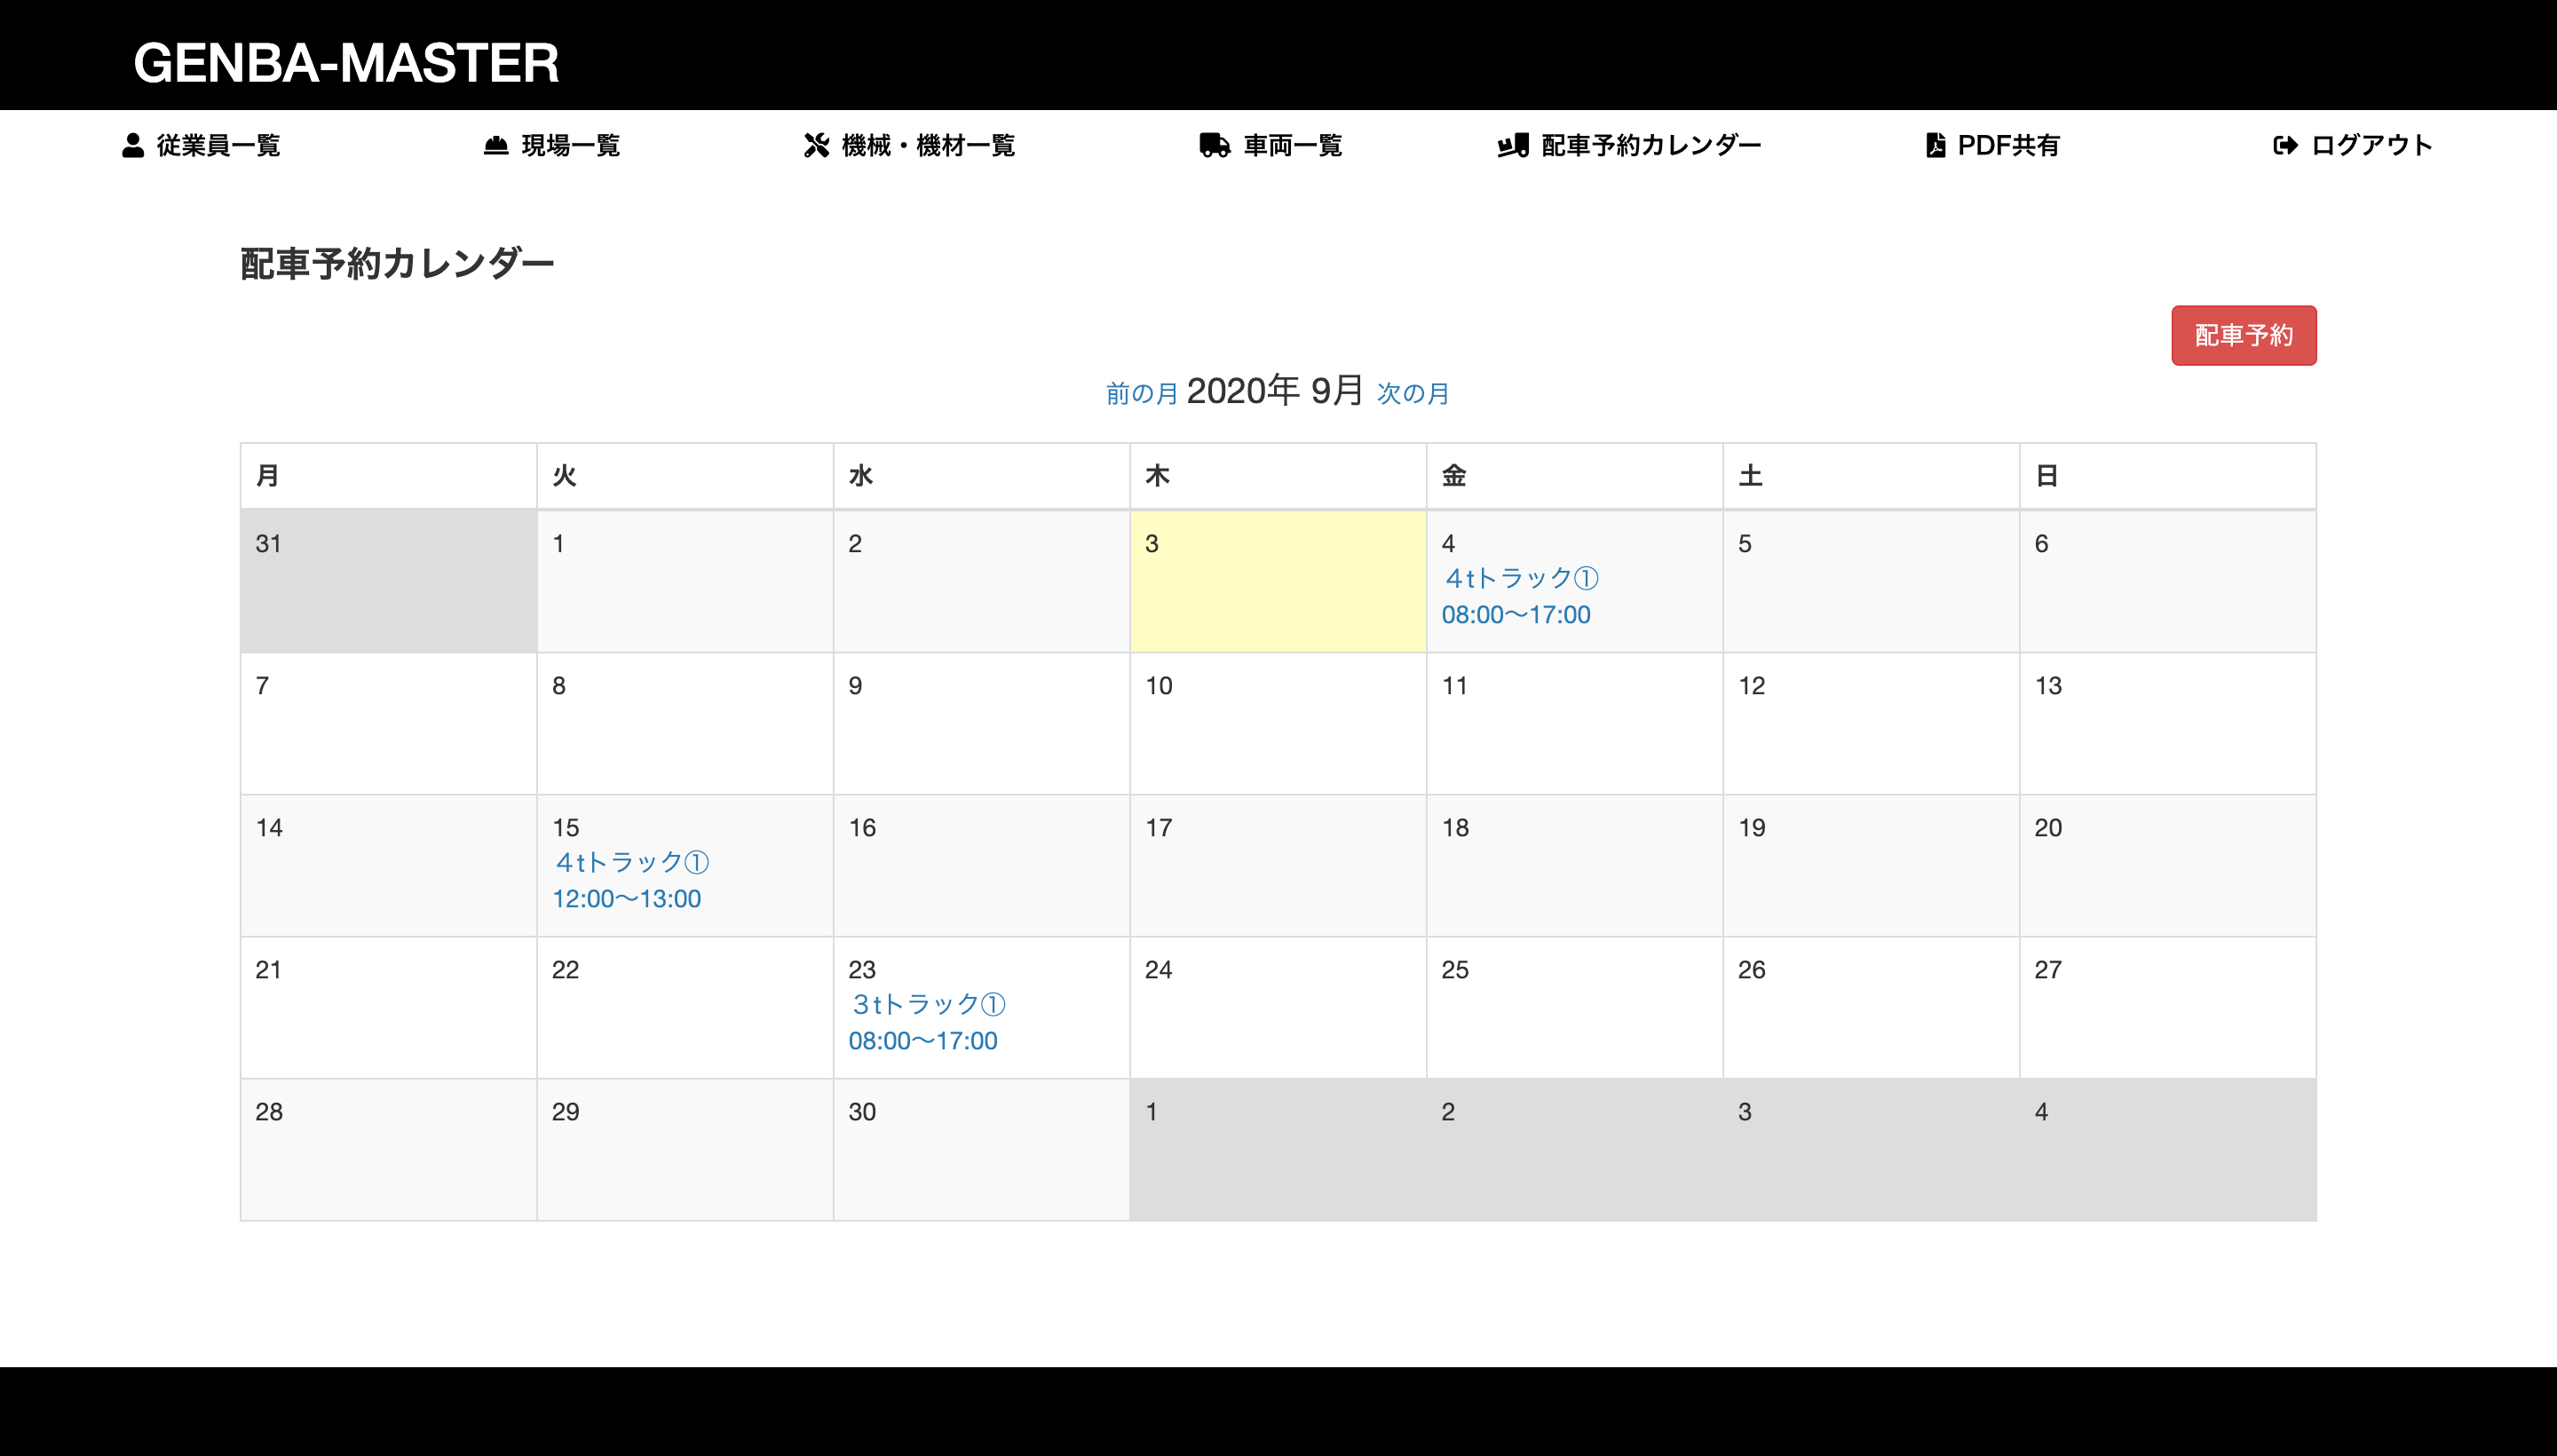 GENBA-MASTER
従業員一覧 現場一覧 機械・機材一覧 車両一覧 配車予約カレンダー PDF共有 ログアウト
配車予約カレンダー
配車予約
前の月 2020年 9月 次の月
月 火 水 木 金 土 日
31 1 2 3 4 5 6
４tトラック①
08:00〜17:00
7 8 9 10 11 12 13
14 15 16 17 18 19 20
４tトラック①
12:00〜13:00
21 22 23 24 25 26 27
３tトラック①
08:00〜17:00
28 29 30 1 2 3 4